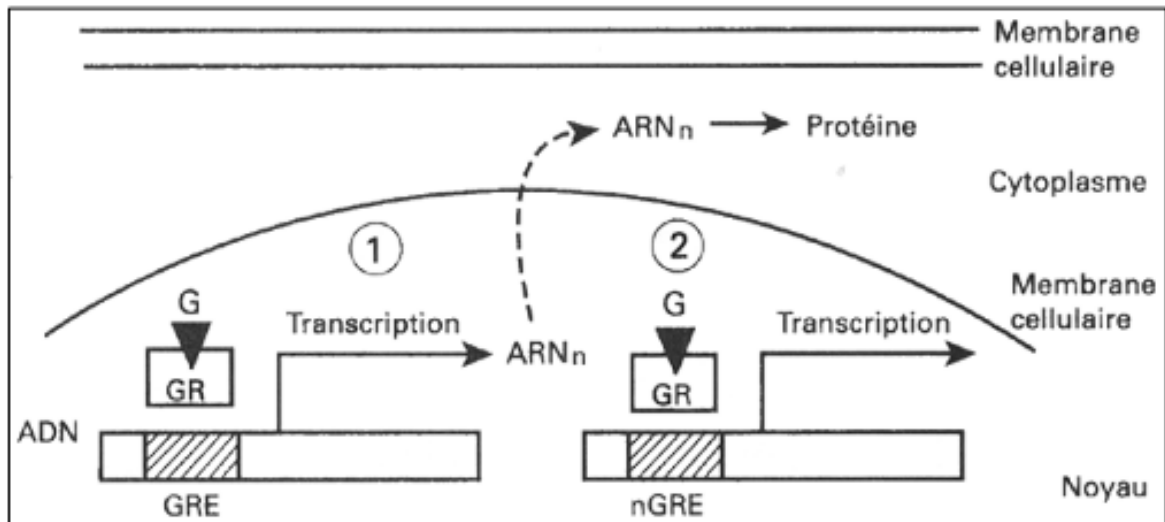 Membrane
cellulaire
ARNn → Protéine
Cytoplasme
1
2
Membrane
cellulaire
G
Transcription
ARNn
G
Transcription
GR
GR
ADN
GRE
nGRE
Noyau